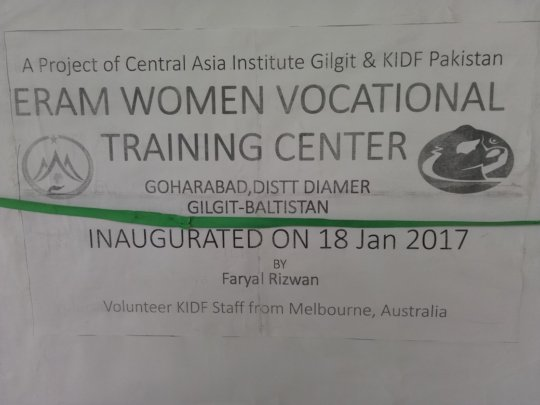 A Project of Central Asia Institute Gilgit & KIDF Pakistan
ERAM WOMEN VOCATIONAL
TRAINING CENTER
GOHARABAD,DISTT DIAMER
GILGIT-BALTISTAN
INAUGURATED ON 18 Jan 2017
BY
Faryal Rizwan
Volunteer KIDF Staff from Melbourne, Australia